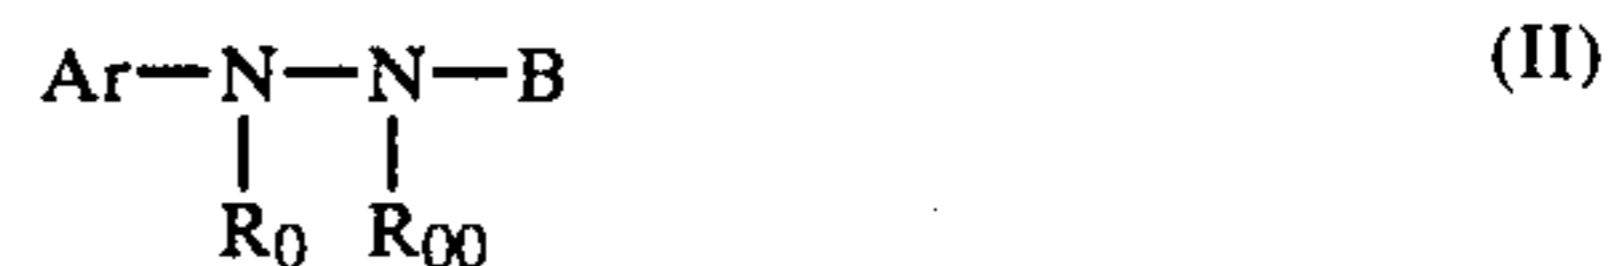 Ar—N—N—B (II)
| |
R₀ R₀₀